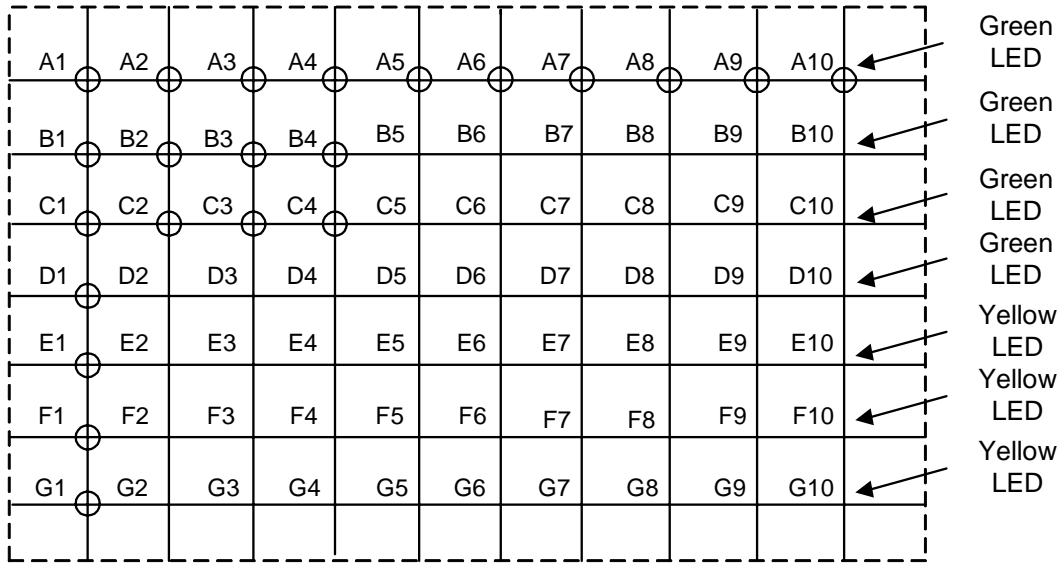 A1 A2 A3 A4 A5 A6 A7 A8 A9 A10
Green
LED
B1 B2 B3 B4 B5 B6 B7 B8 B9 B10
Green
LED
C1 C2 C3 C4 C5 C6 C7 C8 C9 C10
Green
LED
D1 D2 D3 D4 D5 D6 D7 D8 D9 D10
Green
LED
E1 E2 E3 E4 E5 E6 E7 E8 E9 E10
Yellow
LED
F1 F2 F3 F4 F5 F6 F7 F8 F9 F10
Yellow
LED
G1 G2 G3 G4 G5 G6 G7 G8 G9 G10
Yellow
LED